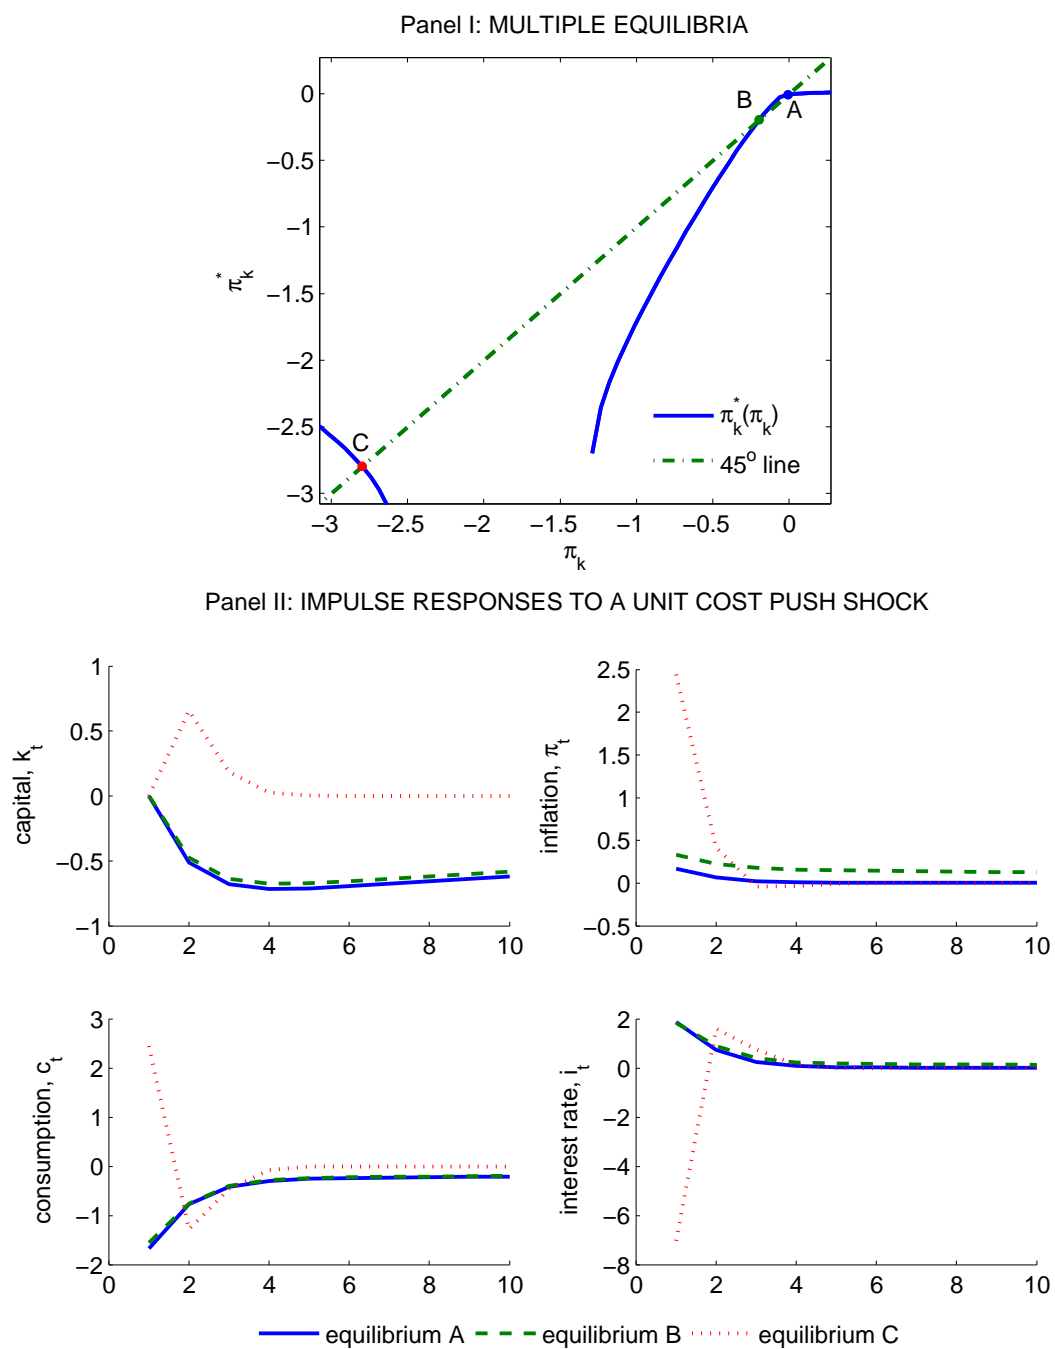 Panel I: MULTIPLE EQUILIBRIA
0
−0.5
−1
−1.5
−2
−2.5
−3
π*k
B
A
C
π*k(πk)
45o line
−3 −2.5 −2 −1.5 −1 −0.5 0
πk
Panel II: IMPULSE RESPONSES TO A UNIT COST PUSH SHOCK
1
0.5
0
−0.5
−1
capital, kt
0 2 4 6 8 10
2.5
2
1.5
1
0.5
0
−0.5
inflation, πt
0 2 4 6 8 10
3
2
1
0
−1
−2
consumption, ct
0 2 4 6 8 10
2
0
−2
−4
−6
−8
interest rate, it
0 2 4 6 8 10
equilibrium A equilibrium B equilibrium C